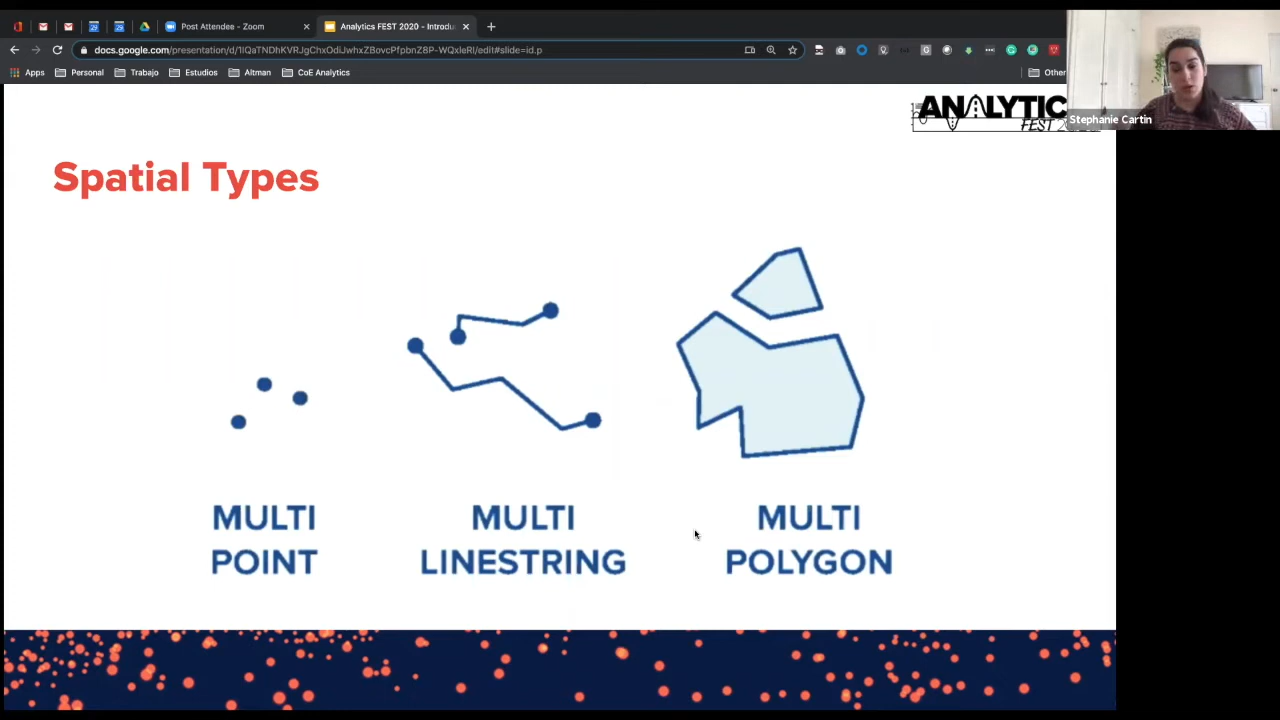 Post Attendee - Zoom
Analytics FEST 2020 - Introdu
docs.google.com/presentation/d/1IQaTNDhKVRJgChxOdiJwhxZBovcPfpbnZ8P-WQxleRI/edit#slide=id.p
Apps Personal Trabajo Estudios Altman CoE Analytics Other
ANALYTIC
FEST
Stephanie Cartin
Spatial Types
MULTI
POINT
MULTI
LINESTRING
MULTI
POLYGON